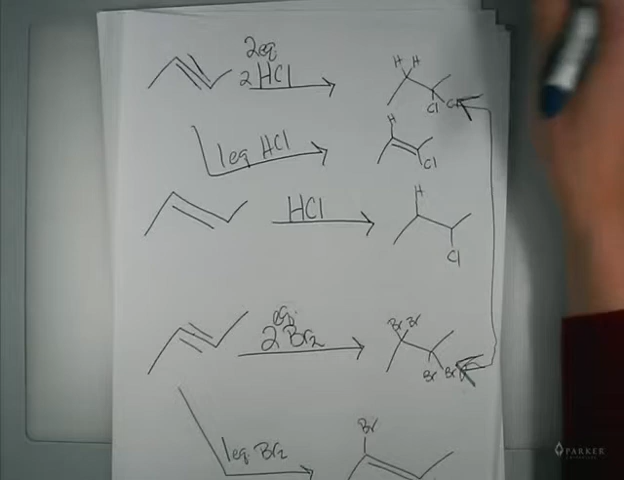 2eq
2 HCl
H H
Cl Cl
1eq HCl
H
Cl
HCl
H
Cl
eq
2 Br2
Br Br
Br Br
1eq Br2
Br
PARKER